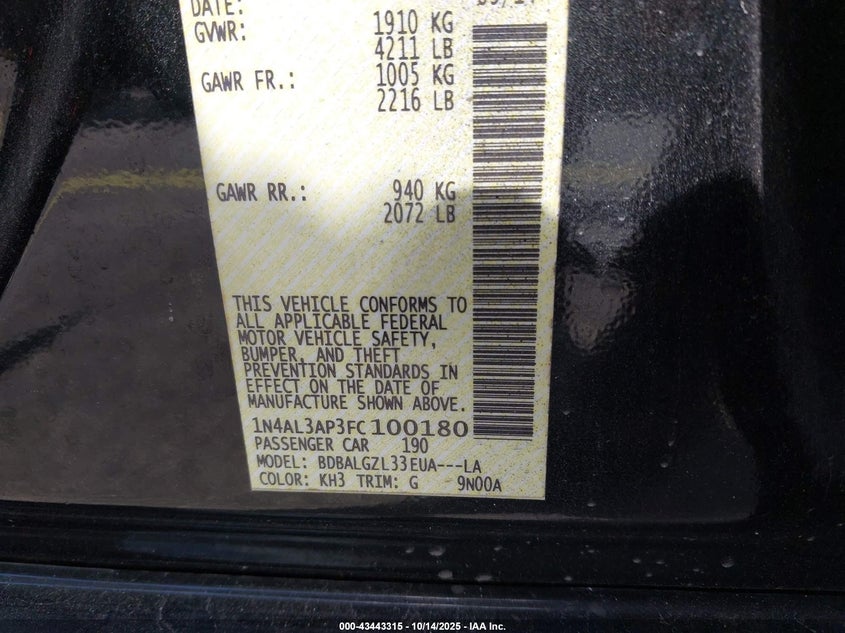 DATE:
GVWR: 1910 KG
4211 LB
GAWR FR.: 1005 KG
2216 LB
GAWR RR.: 940 KG
2072 LB
THIS VEHICLE CONFORMS TO
ALL APPLICABLE FEDERAL
MOTOR VEHICLE SAFETY,
BUMPER, AND THEFT
PREVENTION STANDARDS IN
EFFECT ON THE DATE OF
MANUFACTURE SHOWN ABOVE.
1N4AL3AP3FC100180
PASSENGER CAR 190
MODEL: BDBALGZL33EUA---LA
COLOR: KH3 TRIM: G 9N00A
000-43443315 - 10/14/2025 - IAA Inc.